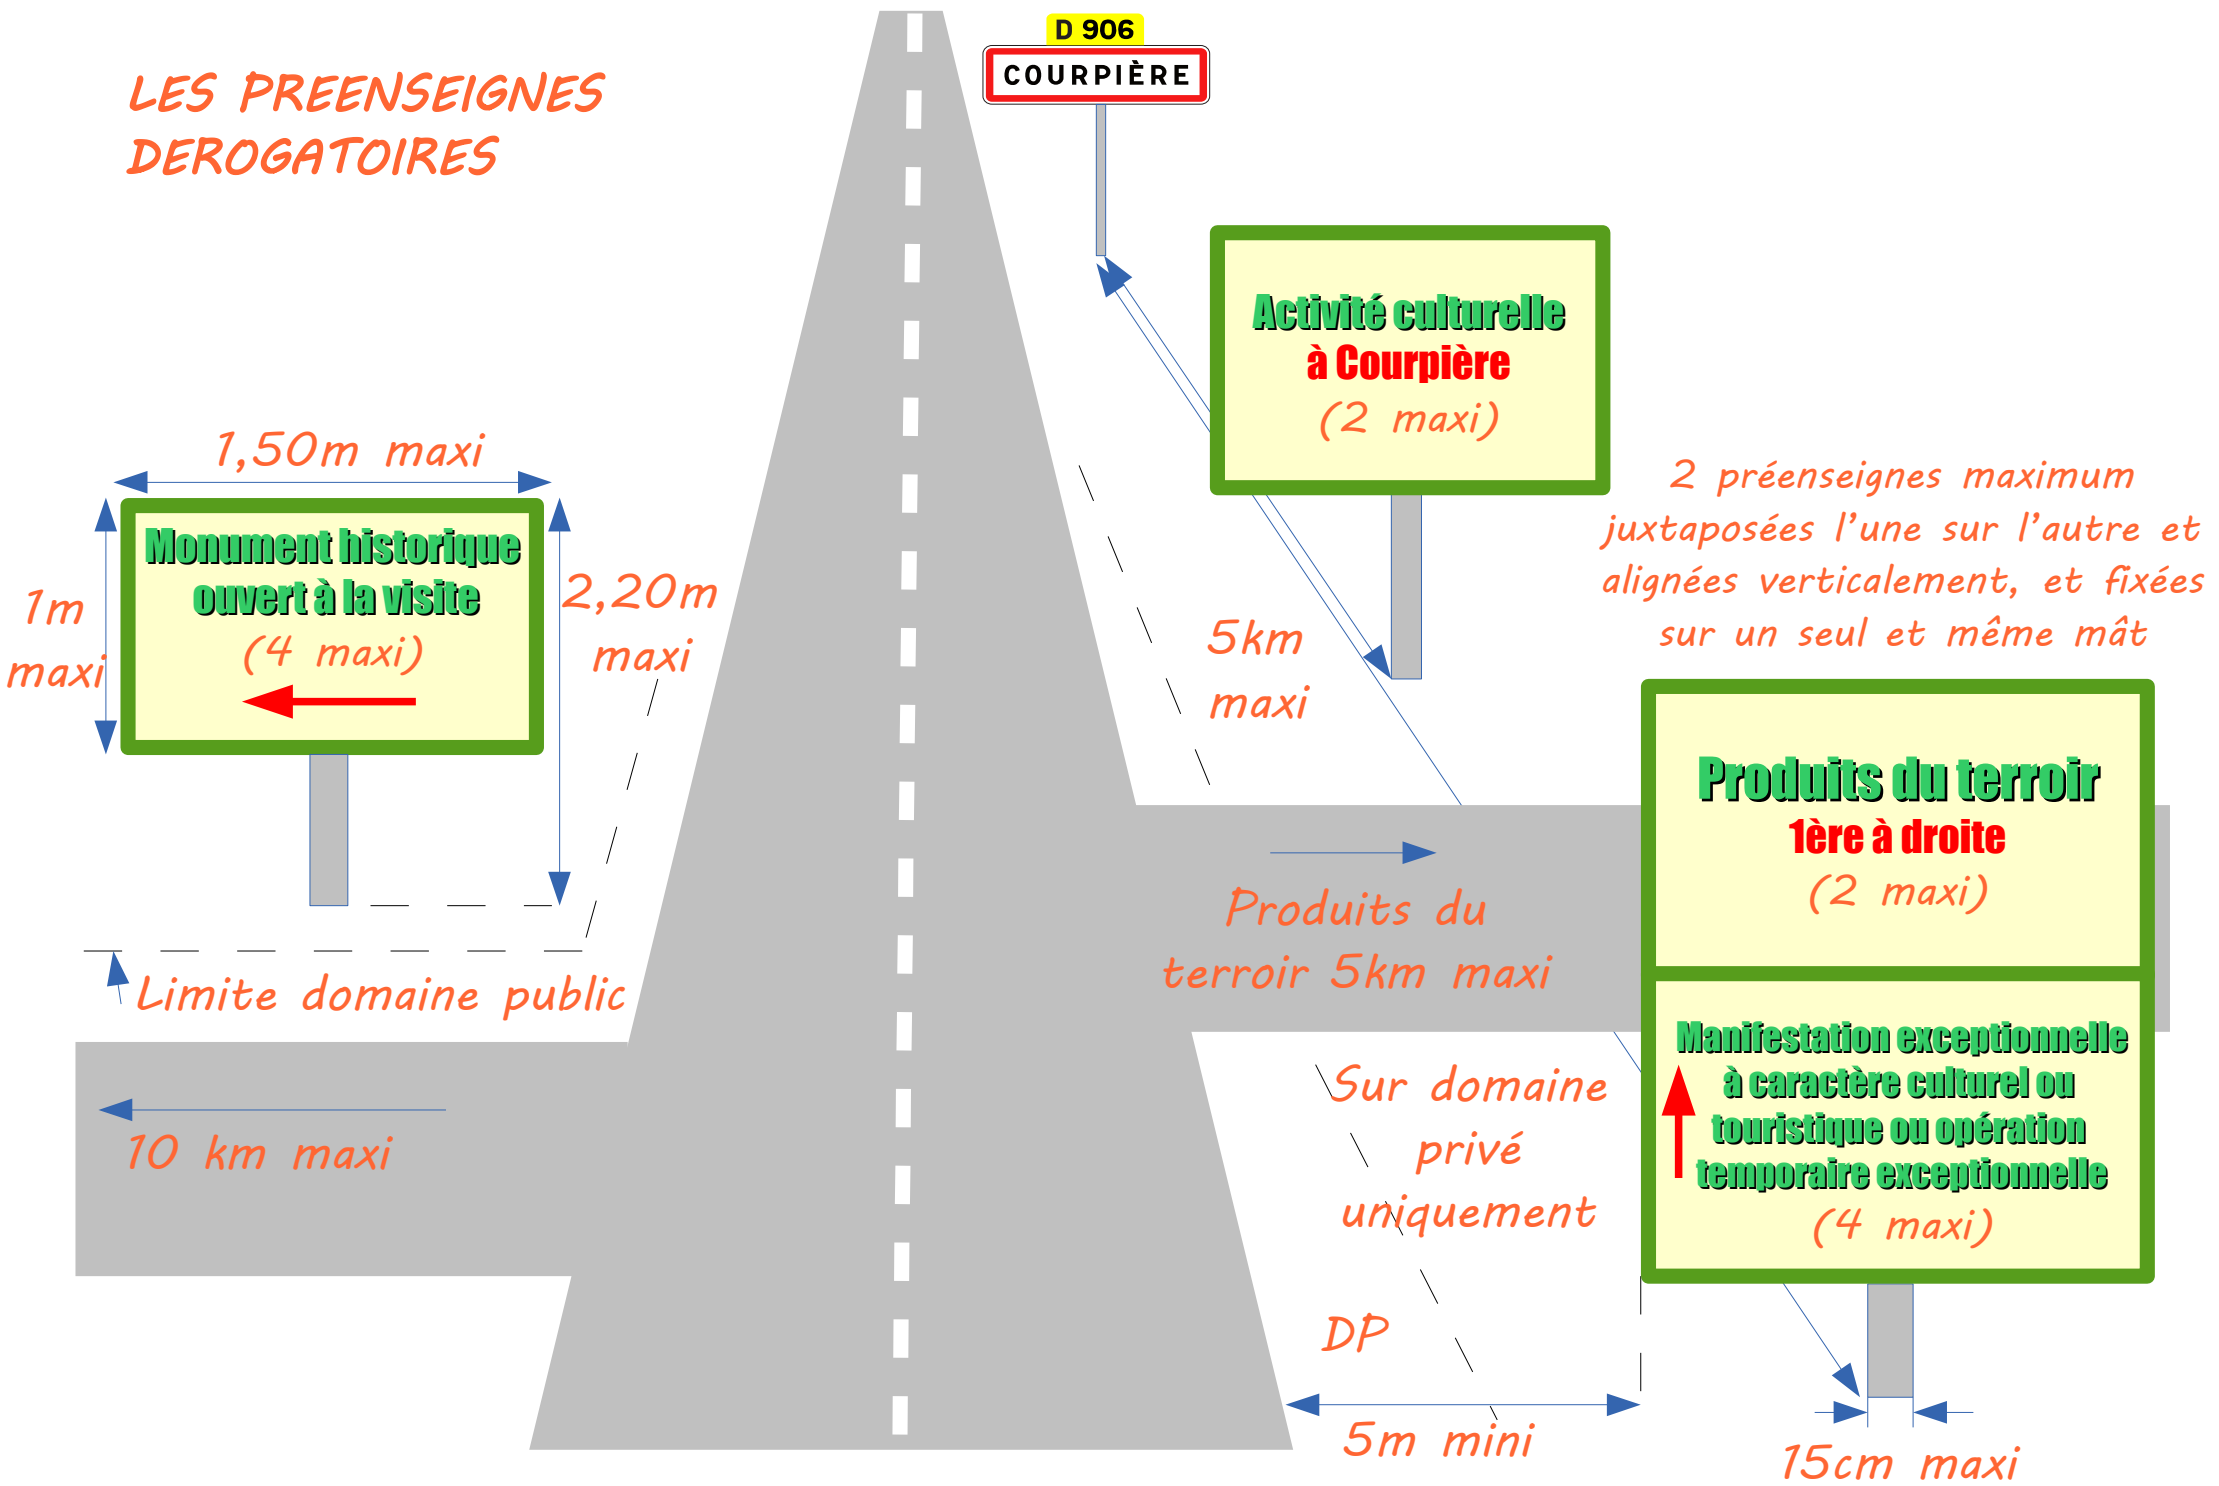 LES PREENSEIGNES
DEROGATOIRES
D 906
COURPIÈRE
Activité culturelle
à Courpière
(2 maxi)
1,50m maxi
1m
maxi
Monument historique
ouvert à la visite
(4 maxi)
2,20m
maxi
2 préenseignes maximum
juxtaposées l'une sur l'autre et
alignées verticalement, et fixées
sur un seul et même mât
5km
maxi
Produits du terroir
1ère à droite
(2 maxi)
Produits du
terroir 5km maxi
Limite domaine public
Manifestation exceptionnelle
à caractère culturel ou
touristique ou opération
temporaire exceptionnelle
(4 maxi)
10 km maxi
Sur domaine
privé
uniquement
DP
5m mini
15cm maxi